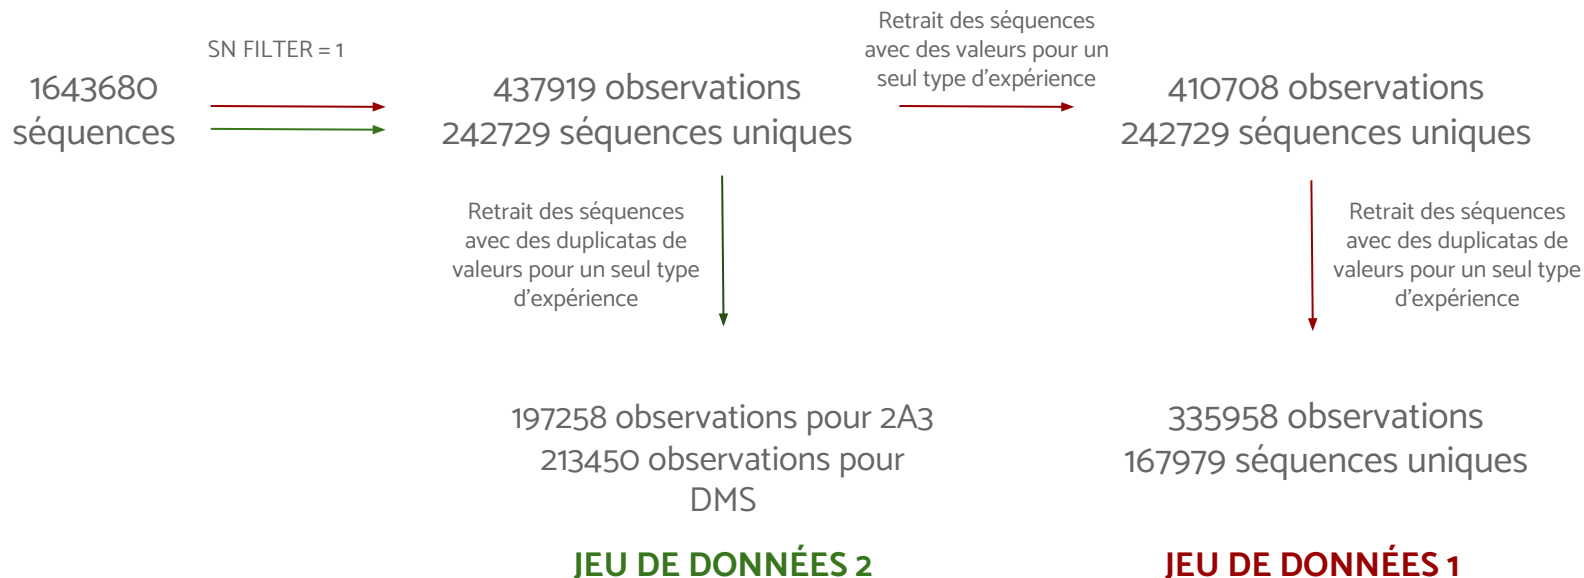 1643680
séquences
SN FILTER = 1
437919 observations
242729 séquences uniques
Retrait des séquences
avec des valeurs pour un
seul type d'expérience
410708 observations
242729 séquences uniques
Retrait des séquences
avec des duplicatas de
valeurs pour un seul type
d'expérience
Retrait des séquences
avec des duplicatas de
valeurs pour un seul type
d'expérience
197258 observations pour 2A3
213450 observations pour
DMS
JEU DE DONNÉES 2
335958 observations
167979 séquences uniques
JEU DE DONNÉES 1